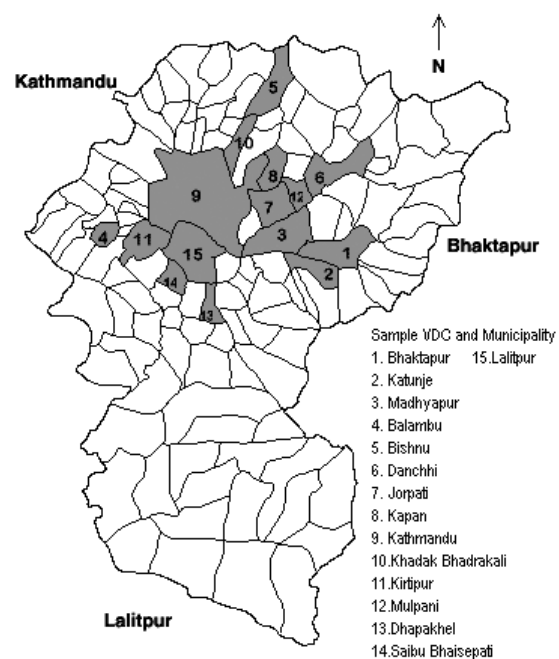 Kathmandu
N
5
10
9
8
6
7
12
4
11
15
3
1
2
14
13
Bhaktapur
Sample VDC and Municipality
1. Bhaktapur 15.Lalitpur
2. Katunje
3. Madhyapur
4. Balambu
5. Bishnu
6. Danchhi
7. Jorpati
8. Kapan
9. Kathmandu
10.Khadak Bhadrakali
11.Kirtipur
12.Mulpani
13.Dhapakhel
14.Saibu Bhaisepati
Lalitpur